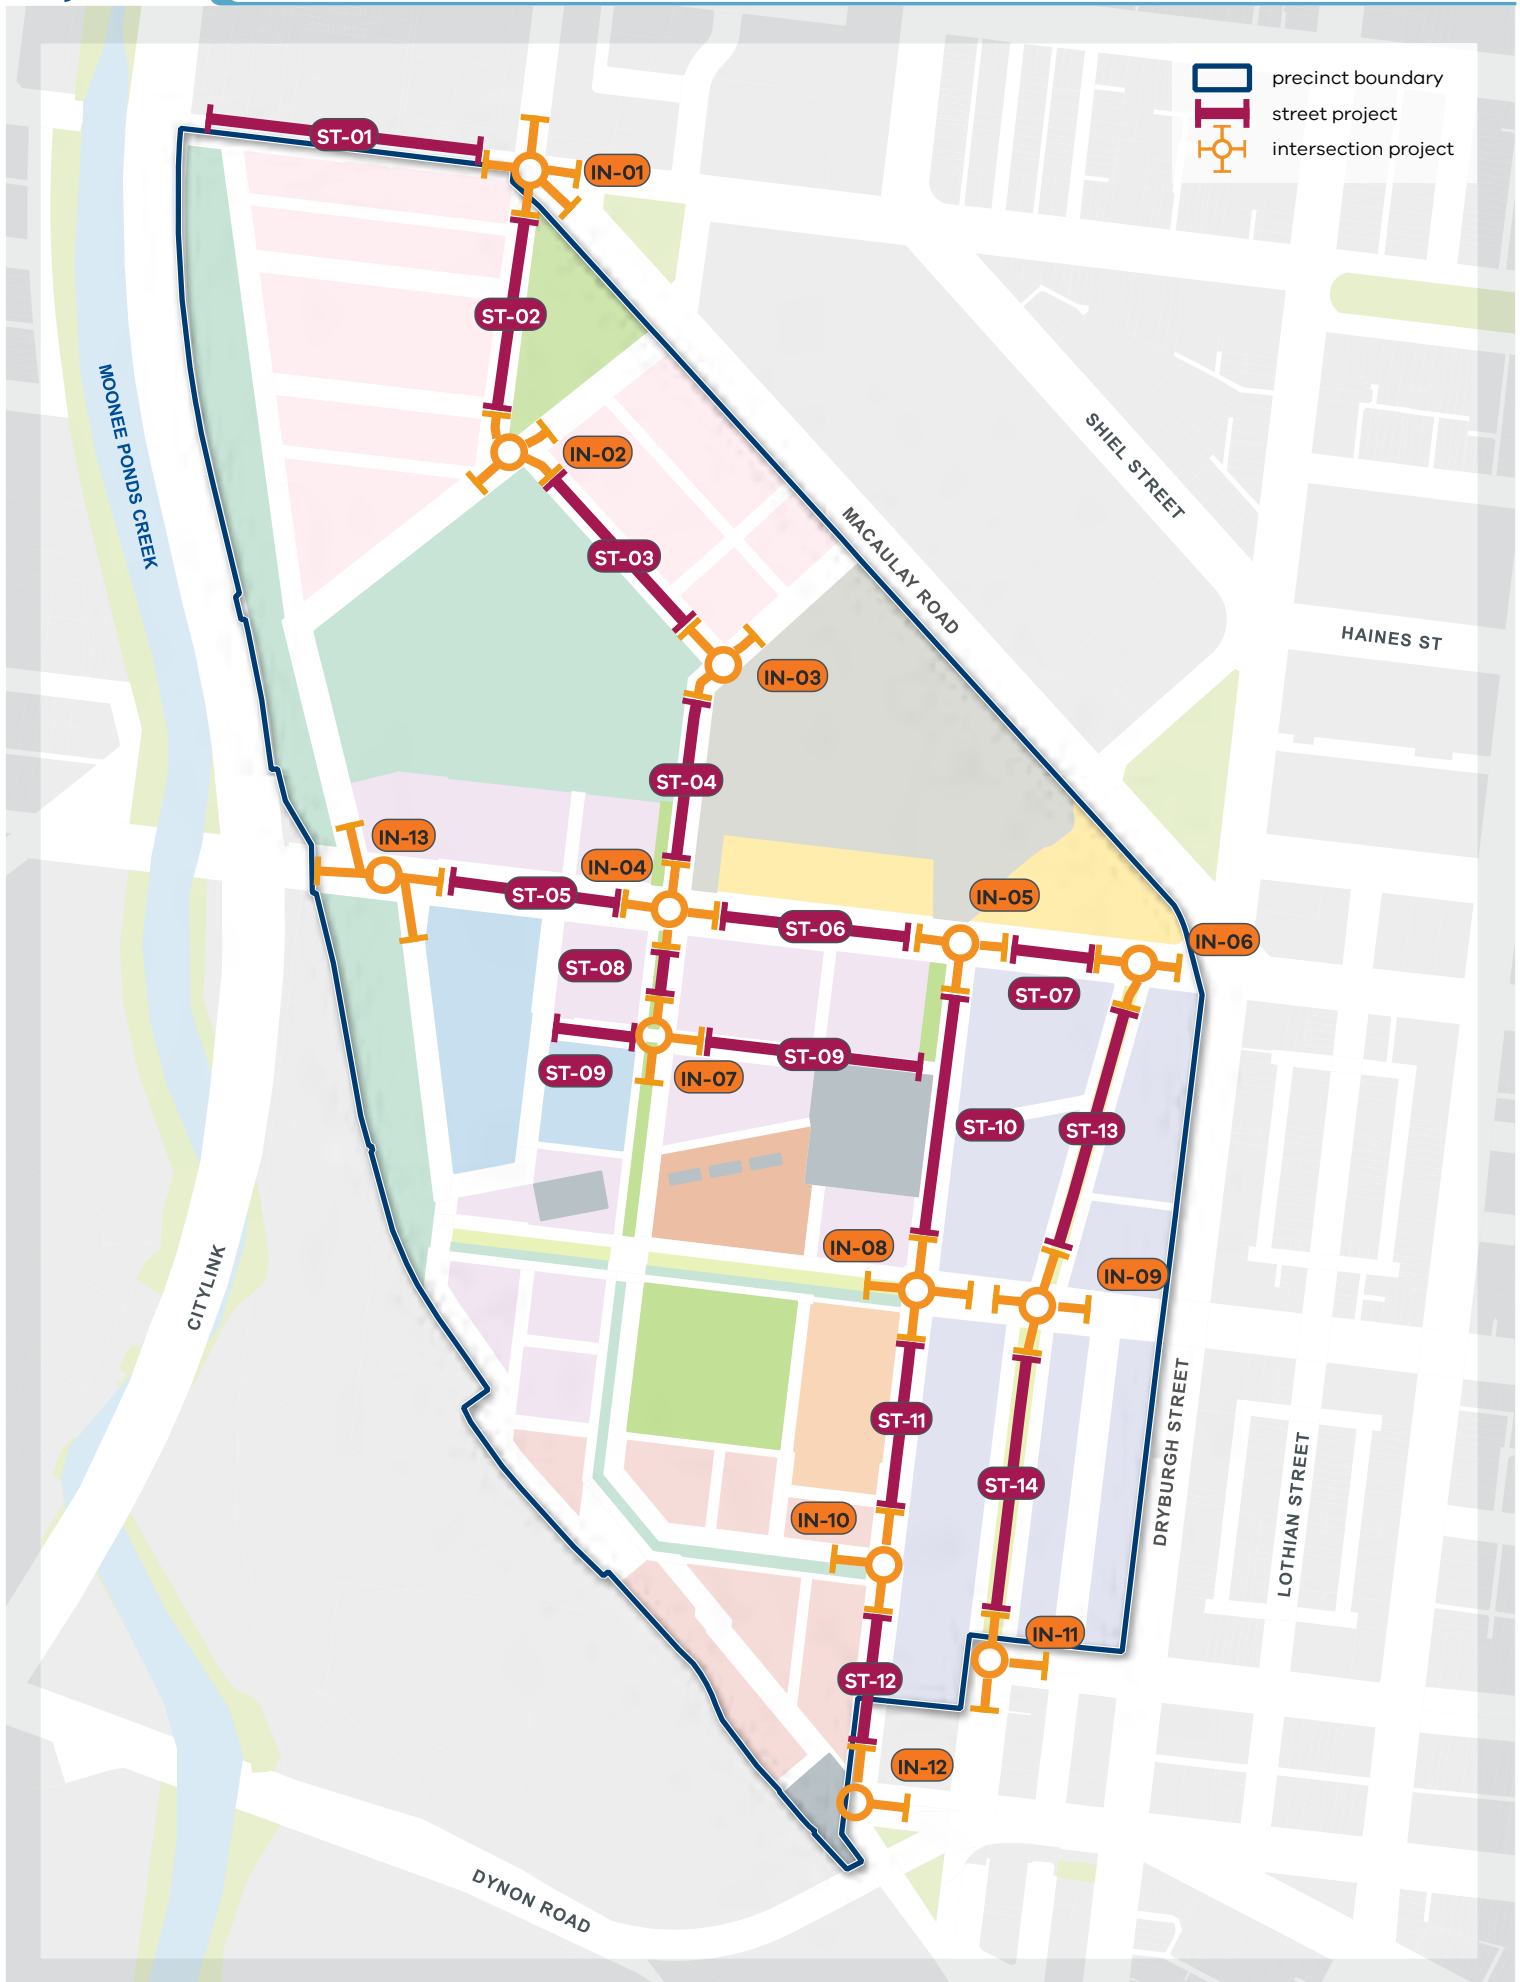 precinct boundary
street project
intersection project
ST-01
IN-01
ST-02
MOONEE PONDS CREEK
IN-02
SHIEL STREET
ST-03
MACAULAY ROAD
HAINES ST
IN-03
ST-04
IN-13
IN-04
ST-05
IN-05
ST-06
IN-06
ST-08
ST-07
ST-09
ST-09
IN-07
ST-10
ST-13
IN-08
IN-09
CITYLINK
ST-11
DRYBURGH STREET
LOTHIAN STREET
ST-14
IN-10
IN-11
ST-12
IN-12
DYNON ROAD